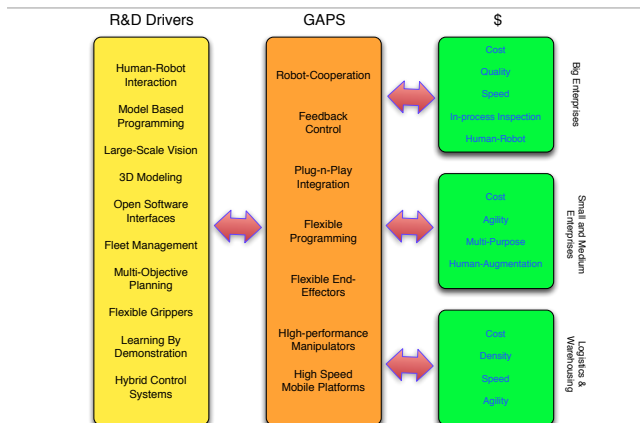 R&D Drivers
GAPS
$
Human-Robot
Interaction
Model Based
Programming
Large-Scale Vision
3D Modeling
Open Software
Interfaces
Fleet Management
Multi-Objective
Planning
Flexible Grippers
Learning By
Demonstration
Hybrid Control
Systems
Robot-Cooperation
Feedback
Control
Plug-n-Play
Integration
Flexible
Programming
Flexible End-
Effectors
HIgh-performance
Manipulators
High Speed
Mobile Platforms
Cost
Quality
Speed
In-process Inspection
Human-Robot
Big Enterprises
Cost
Agility
Multi-Purpose
Human-Augmentation
Small and Medium
Enterprises
Cost
Density
Speed
Agility
Logistics &
Warehousing